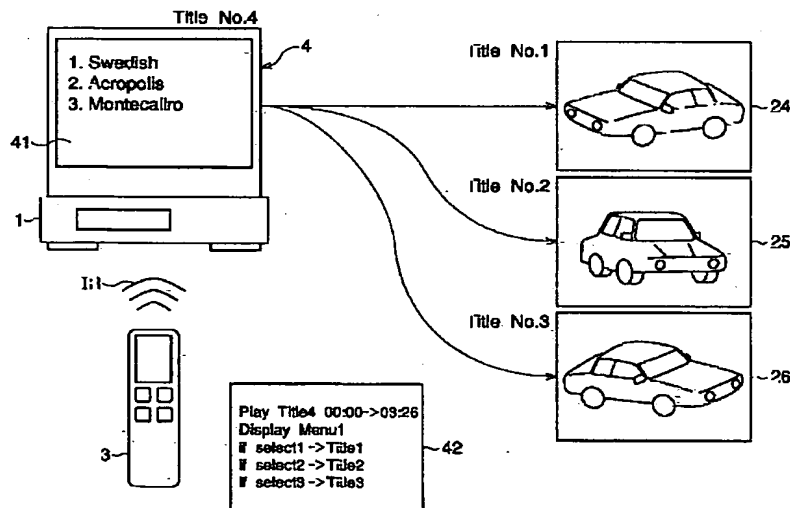 Title No.4
4
1. Swedish
2. Acropolis
3. Montecallro
41
1
3
Title No.1
24
Title No.2
25
Title No.3
26
Play Title4 00:00->03:26
Display Menu1
if select1->Title1
if select2->Title2
if select3->Title3
42